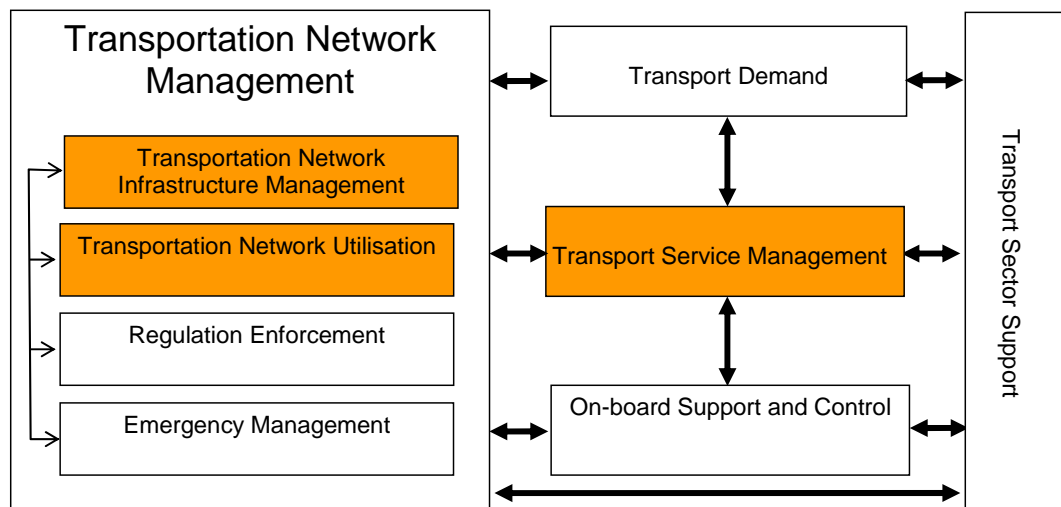 Transportation Network
Management
Transportation Network
Infrastructure Management
Transportation Network Utilisation
Regulation Enforcement
Emergency Management
Transport Demand
Transport Service Management
On-board Support and Control
Transport Sector Support